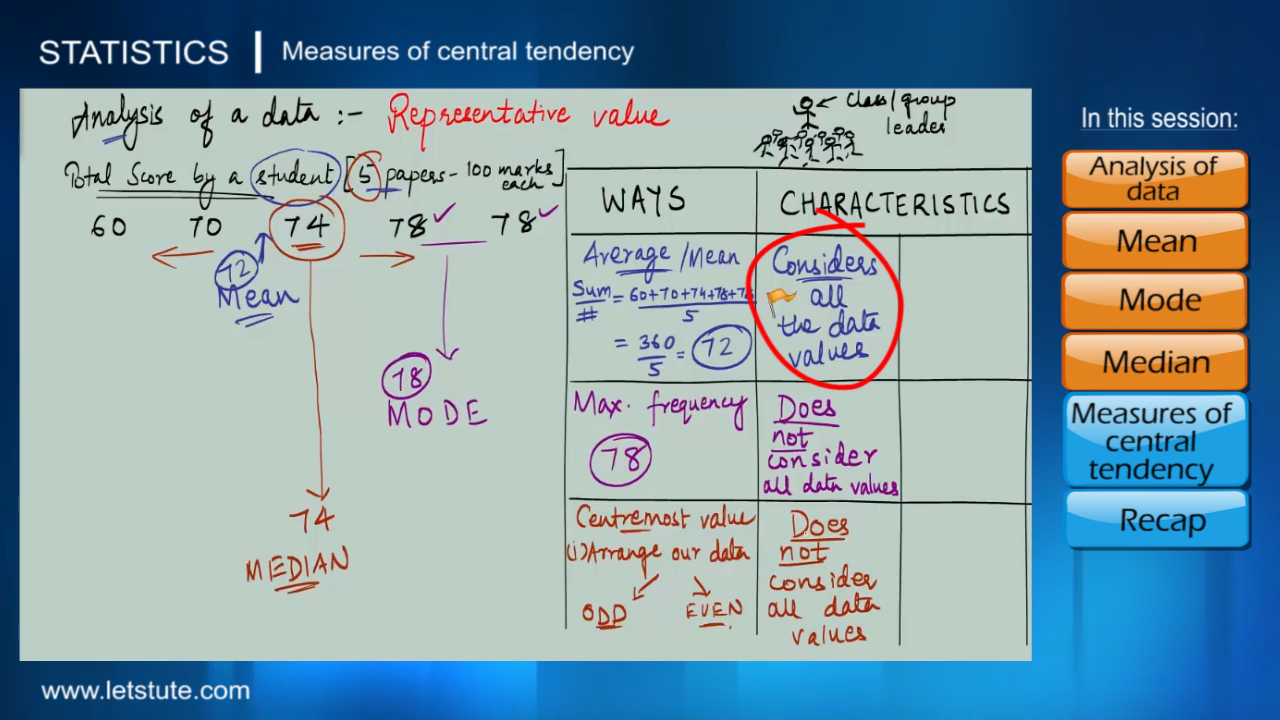 STATISTICS | Measures of central tendency
Analysis of a data :- Representative value
class/group
leader
Total Score by a student [5 papers - 100 marks
each]
60 70 74 78 ✓ 78 ✓
72
Mean
78
MODE
74
MEDIAN
WAYS CHARACTERISTICS
Average/Mean
Sum/# = 60+70+74+78+78/5
= 360/5 = 72
Considers
all
the data
values
Max. frequency
78
Does
not
consider
all data values
Centremost value
(i) Arrange our data
ODD EVEN
Does
not
consider
all data
values
In this session:
Analysis of
data
Mean
Mode
Median
Measures of
central
tendency
Recap
www.letstute.com